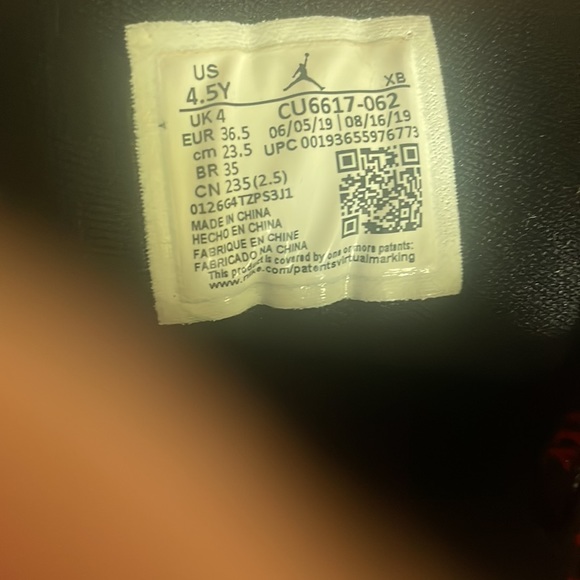 US
4.5Y
XB
UK 4
CU6617-062
EUR 36.5
06/05/19 | 08/16/19
cm 23.5
UPC 00193655976773
BR 35
CN 235(2.5)
0126G4TZPS3J1
MADE IN CHINA
HECHO EN CHINA
FABRIQUE EN CHINE
FABRICADO NA CHINA
This product is covered by one or more patents:
www.nike.com/patentsvirtualmarking